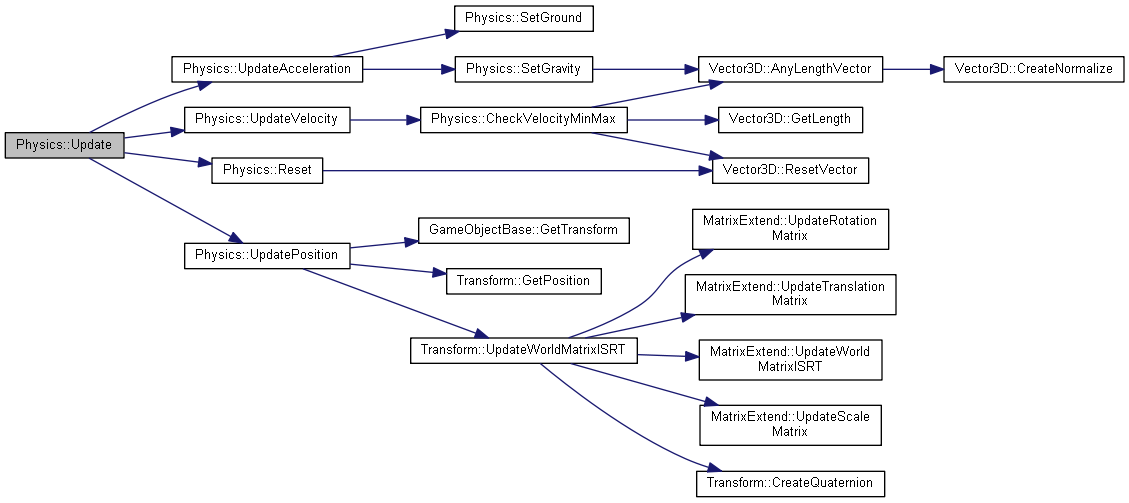 Physics::SetGround
Physics::UpdateAcceleration
Physics::SetGravity
Vector3D::AnyLengthVector
Vector3D::CreateNormalize
Physics::UpdateVelocity
Physics::CheckVelocityMinMax
Vector3D::GetLength
Physics::Update
Physics::Reset
Vector3D::ResetVector
GameObjectBase::GetTransform
MatrixExtend::UpdateRotation
Matrix
Physics::UpdatePosition
Transform::GetPosition
MatrixExtend::UpdateTranslation
Matrix
Transform::UpdateWorldMatrixISRT
MatrixExtend::UpdateWorld
MatrixISRT
MatrixExtend::UpdateScale
Matrix
Transform::CreateQuaternion